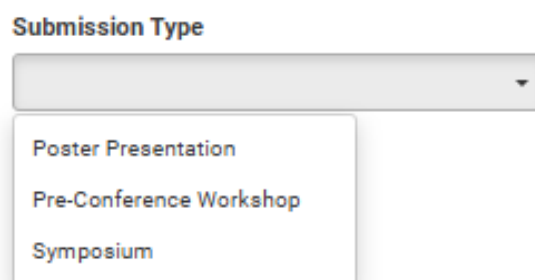 Submission Type
Poster Presentation
Pre-Conference Workshop
Symposium